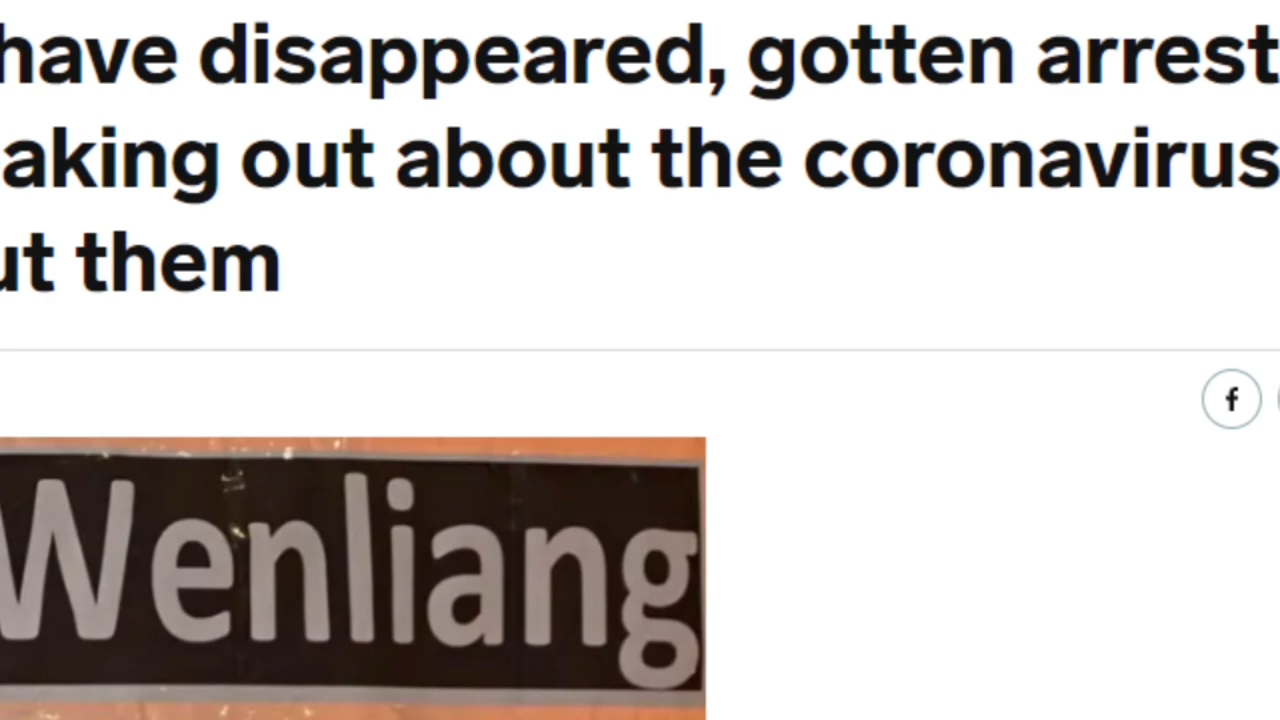 have disappeared, gotten arrest
aking out about the coronavirus
ut them
f
Wenliang